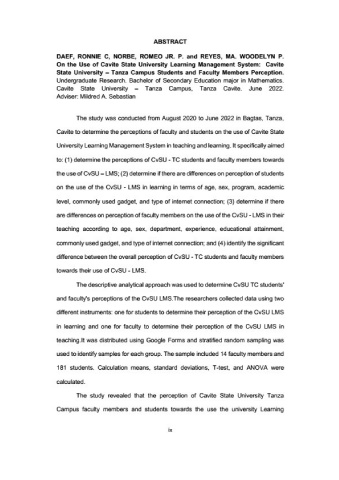 ABSTRACT
DAEF, RONNIE C, NORBE, ROMEO JR. P. and REYES, MA. WOODELYN P.
On the Use of Cavite State University Learning Management System: Cavite
State University – Tanza Campus Students and Faculty Members Perception.
Undergraduate Research. Bachelor of Secondary Education major in Mathematics.
Cavite State University – Tanza Campus, Tanza Cavite. June 2022.
Adviser: Mildred A. Sebastian
The study was conducted from August 2020 to June 2022 in Bagtas, Tanza,
Cavite to determine the perceptions of faculty and students on the use of Cavite State
University Learning Management System in teaching and learning. It specifically aimed
to: (1) determine the perceptions of CvSU - TC students and faculty members towards
the use of CvSU – LMS; (2) determine if there are differences on perception of students
on the use of the CvSU - LMS in learning in terms of age, sex, program, academic
level, commonly used gadget, and type of internet connection; (3) determine if there
are differences on perception of faculty members on the use of the CvSU - LMS in their
teaching according to age, sex, department, experience, educational attainment,
commonly used gadget, and type of internet connection; and (4) identify the significant
difference between the overall perception of CvSU - TC students and faculty members
towards their use of CvSU - LMS.
The descriptive analytical approach was used to determine CvSU TC students'
and faculty's perceptions of the CvSU LMS.The researchers collected data using two
different instruments: one for students to determine their perception of the CvSU LMS
in learning and one for faculty to determine their perception of the CvSU LMS in
teaching.It was distributed using Google Forms and stratified random sampling was
used to identify samples for each group. The sample included 14 faculty members and
181 students. Calculation means, standard deviations, T-test, and ANOVA were
calculated.
The study revealed that the perception of Cavite State University Tanza
Campus faculty members and students towards the use the university Learning
iv